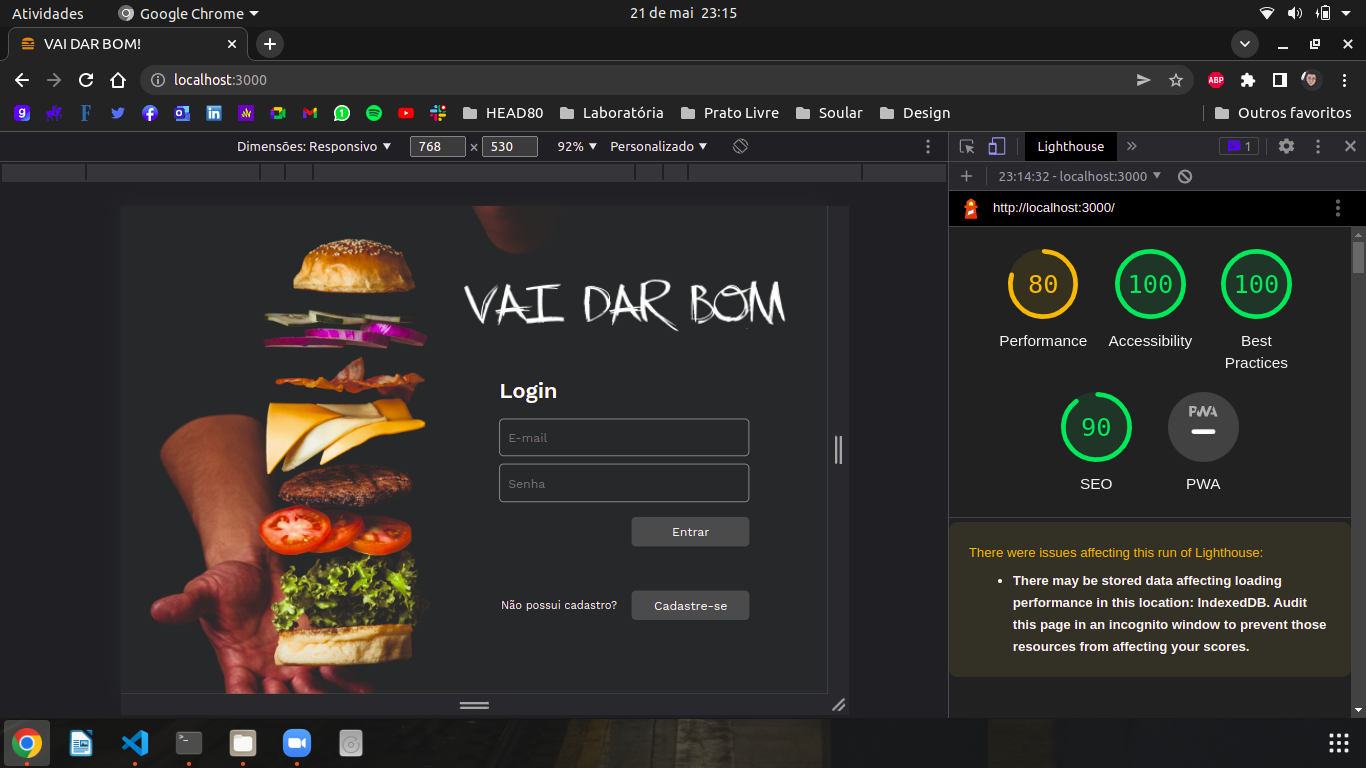 Atividades
Google Chrome
21 de mai 23:15
VAI DAR BOM!
localhost:3000
ABP
HEAD80
Laboratória
Prato Livre
Soular
Design
Outros favoritos
Dimensões: Responsivo
768 x 530
92%
Personalizado
Lighthouse
1
23:14:32 - localhost:3000
http://localhost:3000/
VAI DAR BOM
Login
E-mail
Senha
Entrar
Não possui cadastro?
Cadastre-se
80
100
100
Performance
Accessibility
Best
Practices
90
PWA
SEO
PWA
There were issues affecting this run of Lighthouse:
There may be stored data affecting loading
performance in this location: IndexedDB. Audit
this page in an incognito window to prevent those
resources from affecting your scores.